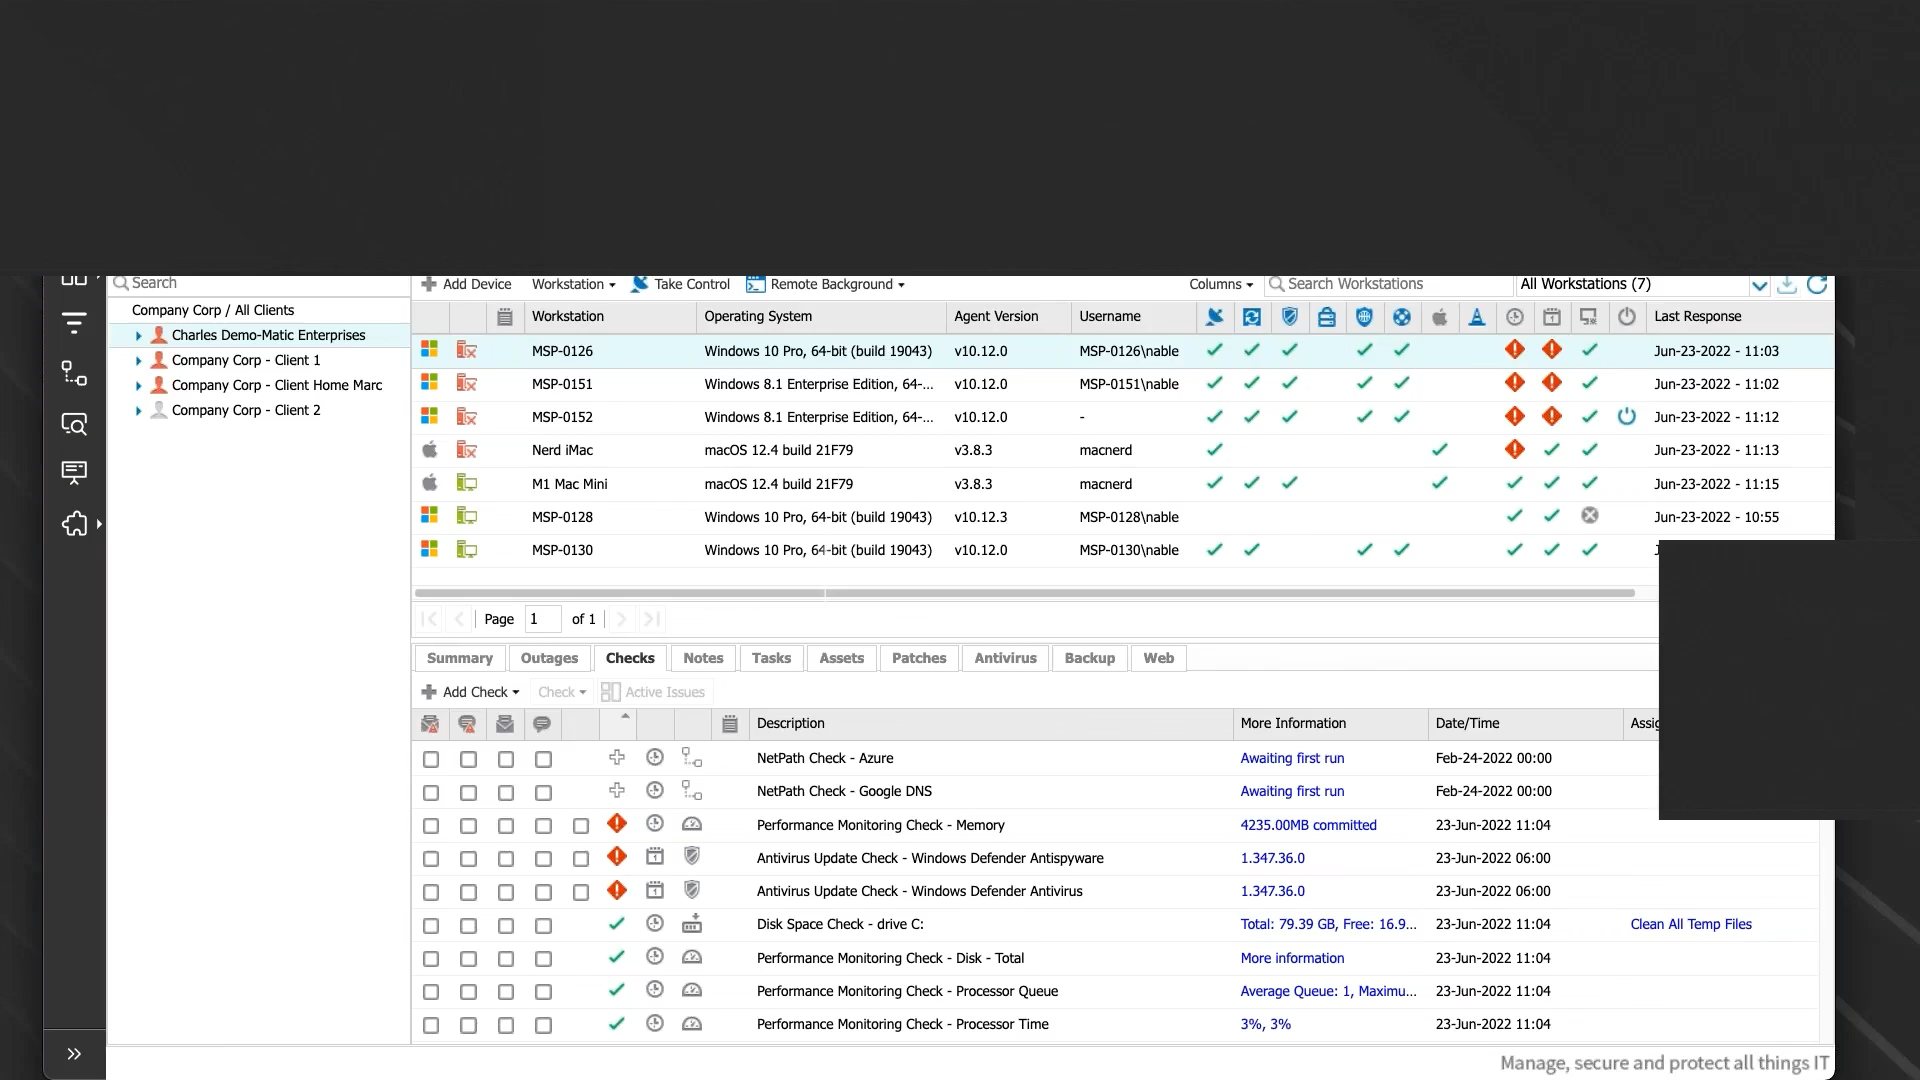 Search
Add Device Workstation Take Control Remote Background Columns Search Workstations All Workstations (7)
Company Corp / All Clients
Charles Demo-Matic Enterprises
Company Corp - Client 1
Company Corp - Client Home Marc
Company Corp - Client 2
Workstation Operating System Agent Version Username Last Response
MSP-0126 Windows 10 Pro, 64-bit (build 19043) v10.12.0 MSP-0126\nable Jun-23-2022 - 11:03
MSP-0151 Windows 8.1 Enterprise Edition, 64-... v10.12.0 MSP-0151\nable Jun-23-2022 - 11:02
MSP-0152 Windows 8.1 Enterprise Edition, 64-... v10.12.0 - Jun-23-2022 - 11:12
Nerd iMac macOS 12.4 build 21F79 v3.8.3 macnerd Jun-23-2022 - 11:13
M1 Mac Mini macOS 12.4 build 21F79 v3.8.3 macnerd Jun-23-2022 - 11:15
MSP-0128 Windows 10 Pro, 64-bit (build 19043) v10.12.3 MSP-0128\nable Jun-23-2022 - 10:55
MSP-0130 Windows 10 Pro, 64-bit (build 19043) v10.12.0 MSP-0130\nable
Page 1 of 1
Summary Outages Checks Notes Tasks Assets Patches Antivirus Backup Web
Add Check Check Active Issues
Description More Information Date/Time
NetPath Check - Azure Awaiting first run Feb-24-2022 00:00
NetPath Check - Google DNS Awaiting first run Feb-24-2022 00:00
Performance Monitoring Check - Memory 4235.00MB committed 23-Jun-2022 11:04
Antivirus Update Check - Windows Defender Antispyware 1.347.36.0 23-Jun-2022 06:00
Antivirus Update Check - Windows Defender Antivirus 1.347.36.0 23-Jun-2022 06:00
Disk Space Check - drive C: Total: 79.39 GB, Free: 16.9... 23-Jun-2022 11:04 Clean All Temp Files
Performance Monitoring Check - Disk - Total More information 23-Jun-2022 11:04
Performance Monitoring Check - Processor Queue Average Queue: 1, Maximu... 23-Jun-2022 11:04
Performance Monitoring Check - Processor Time 3%, 3% 23-Jun-2022 11:04
Manage, secure and protect all things IT